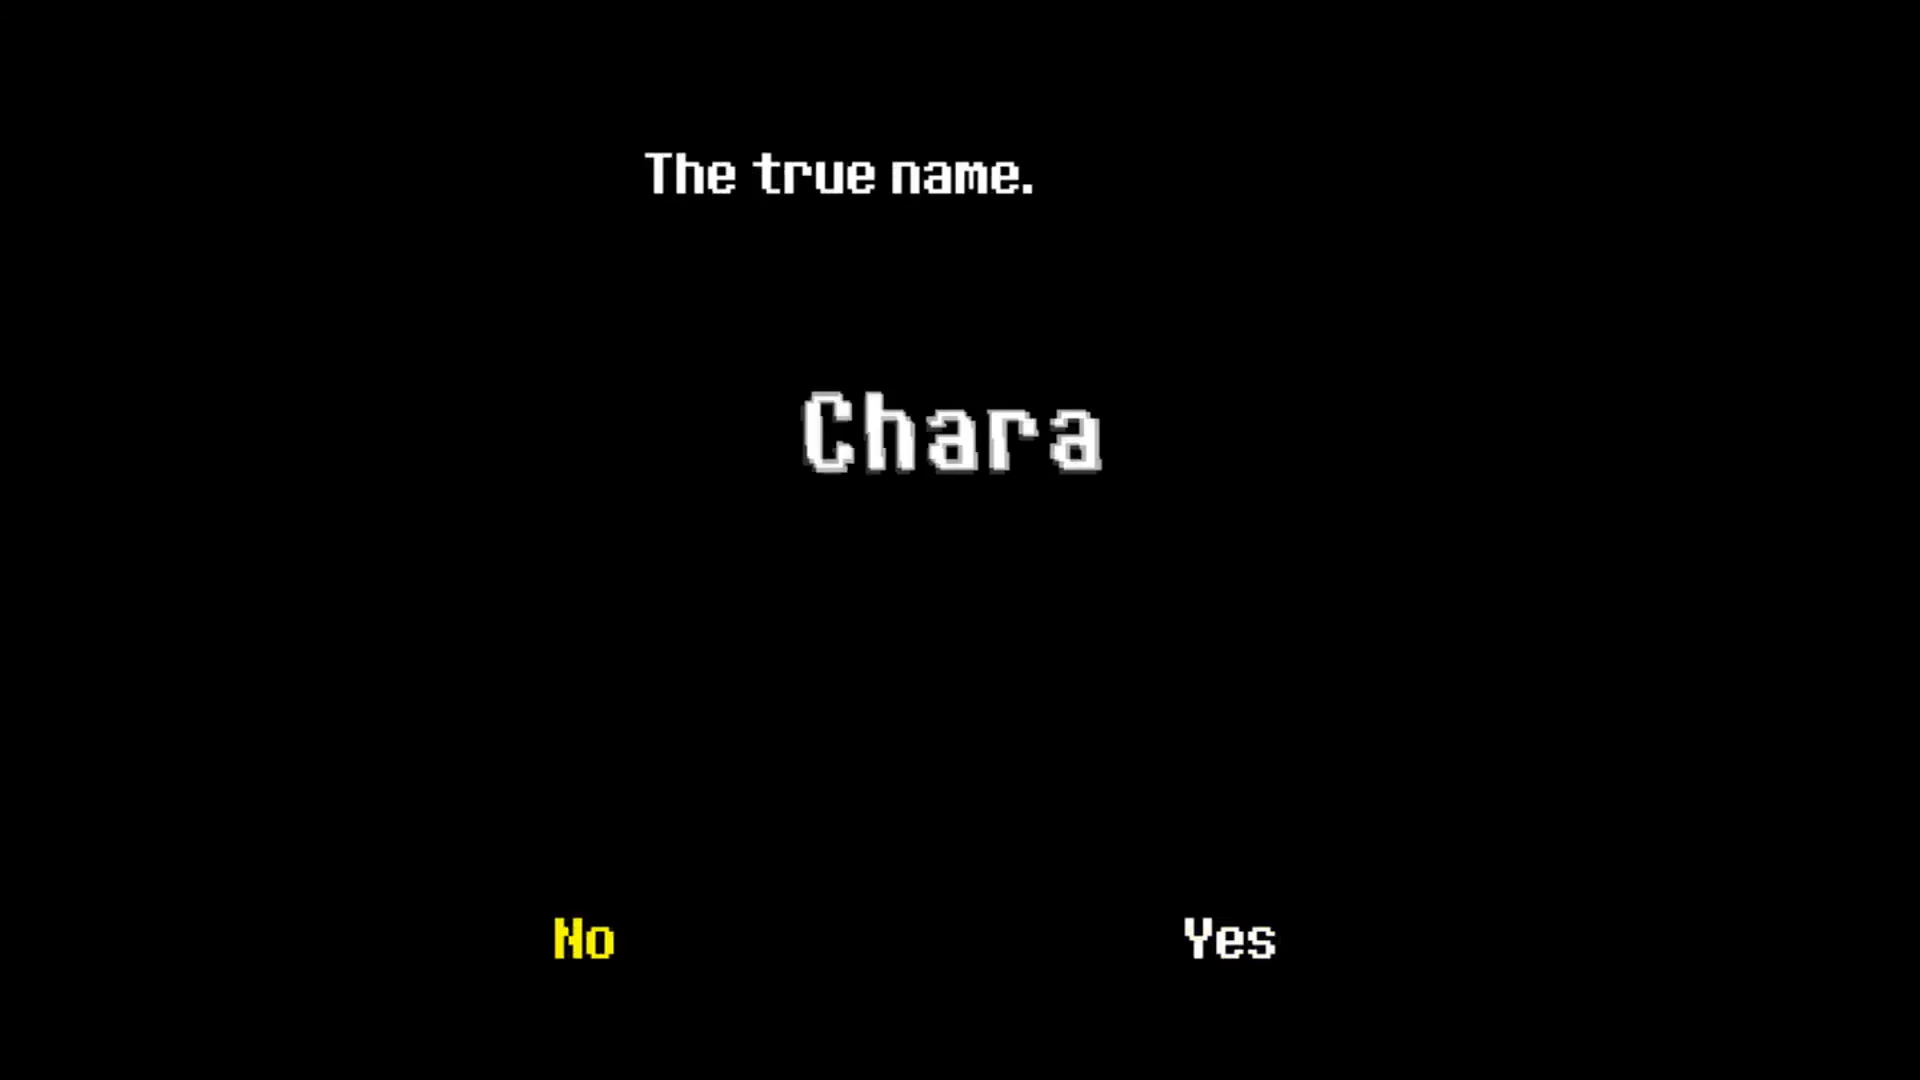 The true name.
Chara
No Yes